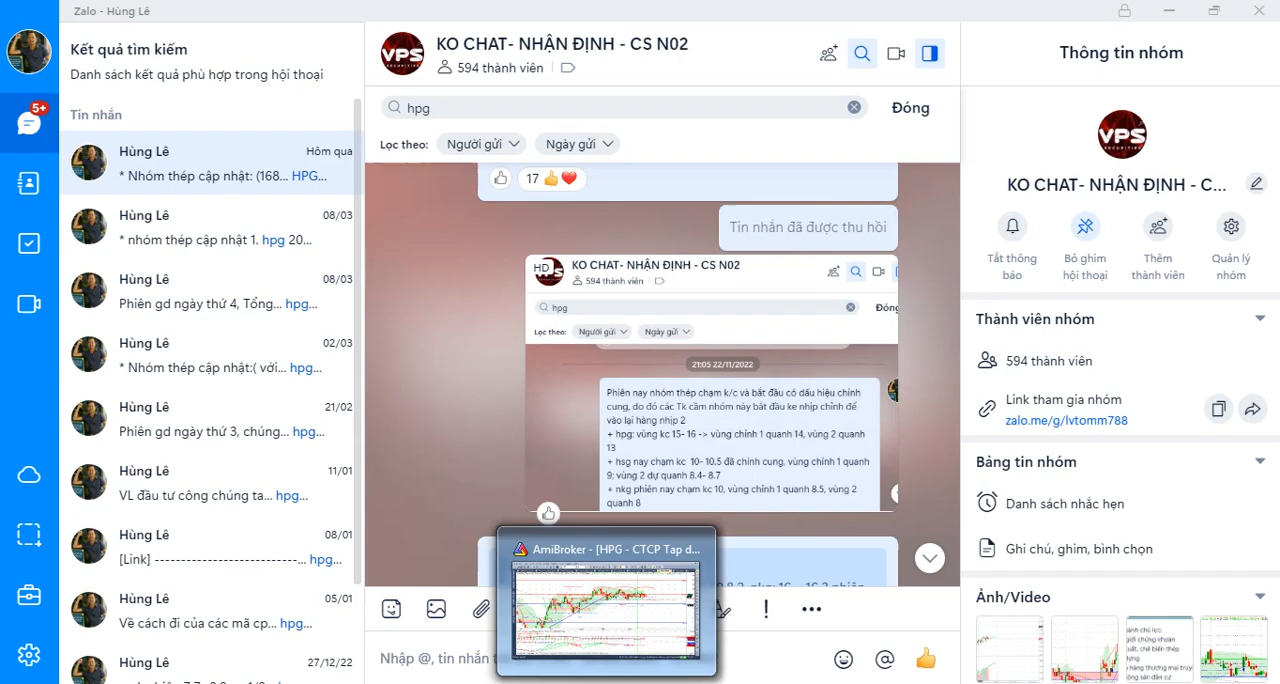 Zalo - Hùng Lê
5+
Kết quả tìm kiếm
Danh sách kết quả phù hợp trong hội thoại
Tin nhắn
Hùng Lê
Hôm qua
* Nhóm thép cập nhật: (168... HPG...
Hùng Lê
08/03
* nhóm thép cập nhật 1. hpg 20...
Hùng Lê
08/03
Phiên gd ngày thứ 4, Tổng... hpg...
Hùng Lê
02/03
* Nhóm thép cập nhật:( với... hpg...
Hùng Lê
21/02
Phiên gd ngày thứ 3, chúng... hpg...
Hùng Lê
11/01
VL đầu tư công chúng ta... hpg...
Hùng Lê
08/01
[Link] ---------------------------... hpg...
Hùng Lê
05/01
Về cách đi của các mã cp... hpg...
Hùng Lê
27/12/22
VPS
SECURITIES
KO CHAT- NHẬN ĐỊNH - CS N02
594 thành viên
hpg
Đóng
Lọc theo:
Người gửi
Ngày gửi
17
Tin nhắn đã được thu hồi
HD
KO CHAT- NHẬN ĐỊNH - CS N02
581 thành viên
hpg
Đóng
Lọc theo:
Người gửi
Ngày gửi
21:05 22/11/2022
Phiên nay nhóm thép chạm k/c và bắt đầu có dấu hiệu chỉnh
cung, do đó các Tk cầm nhóm này bắt đầu ke nhịp chỉnh để
vào lại hàng nhịp 2
+ hpg: vùng kc 15- 16 -> vùng chỉnh 1 quanh 14, vùng 2 quanh
13
+ hsg nay chạm kc 10- 10.5 đã chỉnh cung, vùng chỉnh 1 quanh
9; vùng 2 dự quanh 8.4- 8.7
+ nkg phiên nay chạm kc 10, vùng chỉnh 1 quanh 8.5, vùng 2
quanh 8
AmiBroker - [HPG - CTCP Tap d...
Nhập @, tin nhắn t
Thông tin nhóm
VPS
SECURITIES
KO CHAT- NHẬN ĐỊNH - C...
Tắt thông
báo
Bỏ ghim
hội thoại
Thêm
thành viên
Quản lý
nhóm
Thành viên nhóm
594 thành viên
Link tham gia nhóm
zalo.me/g/lvtomm788
Bảng tin nhóm
Danh sách nhắc hẹn
Ghi chú, ghim, bình chọn
Ảnh/Video